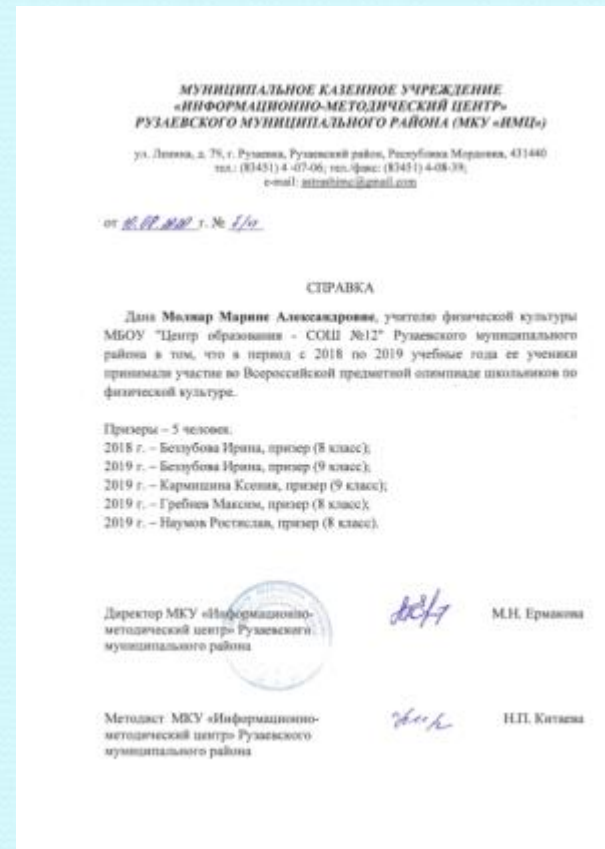 МУНИЦИПАЛЬНОЕ КАЗЕННОЕ УЧРЕЖДЕНИЕ
«ИНФОРМАЦИОННО-МЕТОДИЧЕСКИЙ ЦЕНТР»
РУЗАЕВСКОГО МУНИЦИПАЛЬНОГО РАЙОНА (МКУ «ИМЦ»)
ул. Ленина, д. 79, г. Рузаевка, Рузаевский район, Республика Мордовия, 431440
тел.: (83451) 4 -07-06; тел./факс: (83451) 4-08-39;
e-mail:
от г. №
СПРАВКА
Дана Молнар Марине Александровне, учителю физической культуры
МБОУ "Центр образования - СОШ №12" Рузаевского муниципального
района в том, что в период с 2018 по 2019 учебные года ее ученики
принимали участие во Всероссийской предметной олимпиаде школьников по
физической культуре.
Призеры – 5 человек.
2018 г. – Беззубова Ирина, призер (8 класс);
2019 г. – Беззубова Ирина, призер (9 класс);
2019 г. – Кармишина Ксения, призер (9 класс);
2019 г. – Гребнев Максим, призер (8 класс);
2019 г. – Наумов Ростислав, призер (8 класс).
Директор МКУ «Информационно-
методический центр» Рузаевского
муниципального района
М.Н. Ермакова
Методист МКУ «Информационно-
методический центр» Рузаевского
муниципального района
Н.П. Китаева